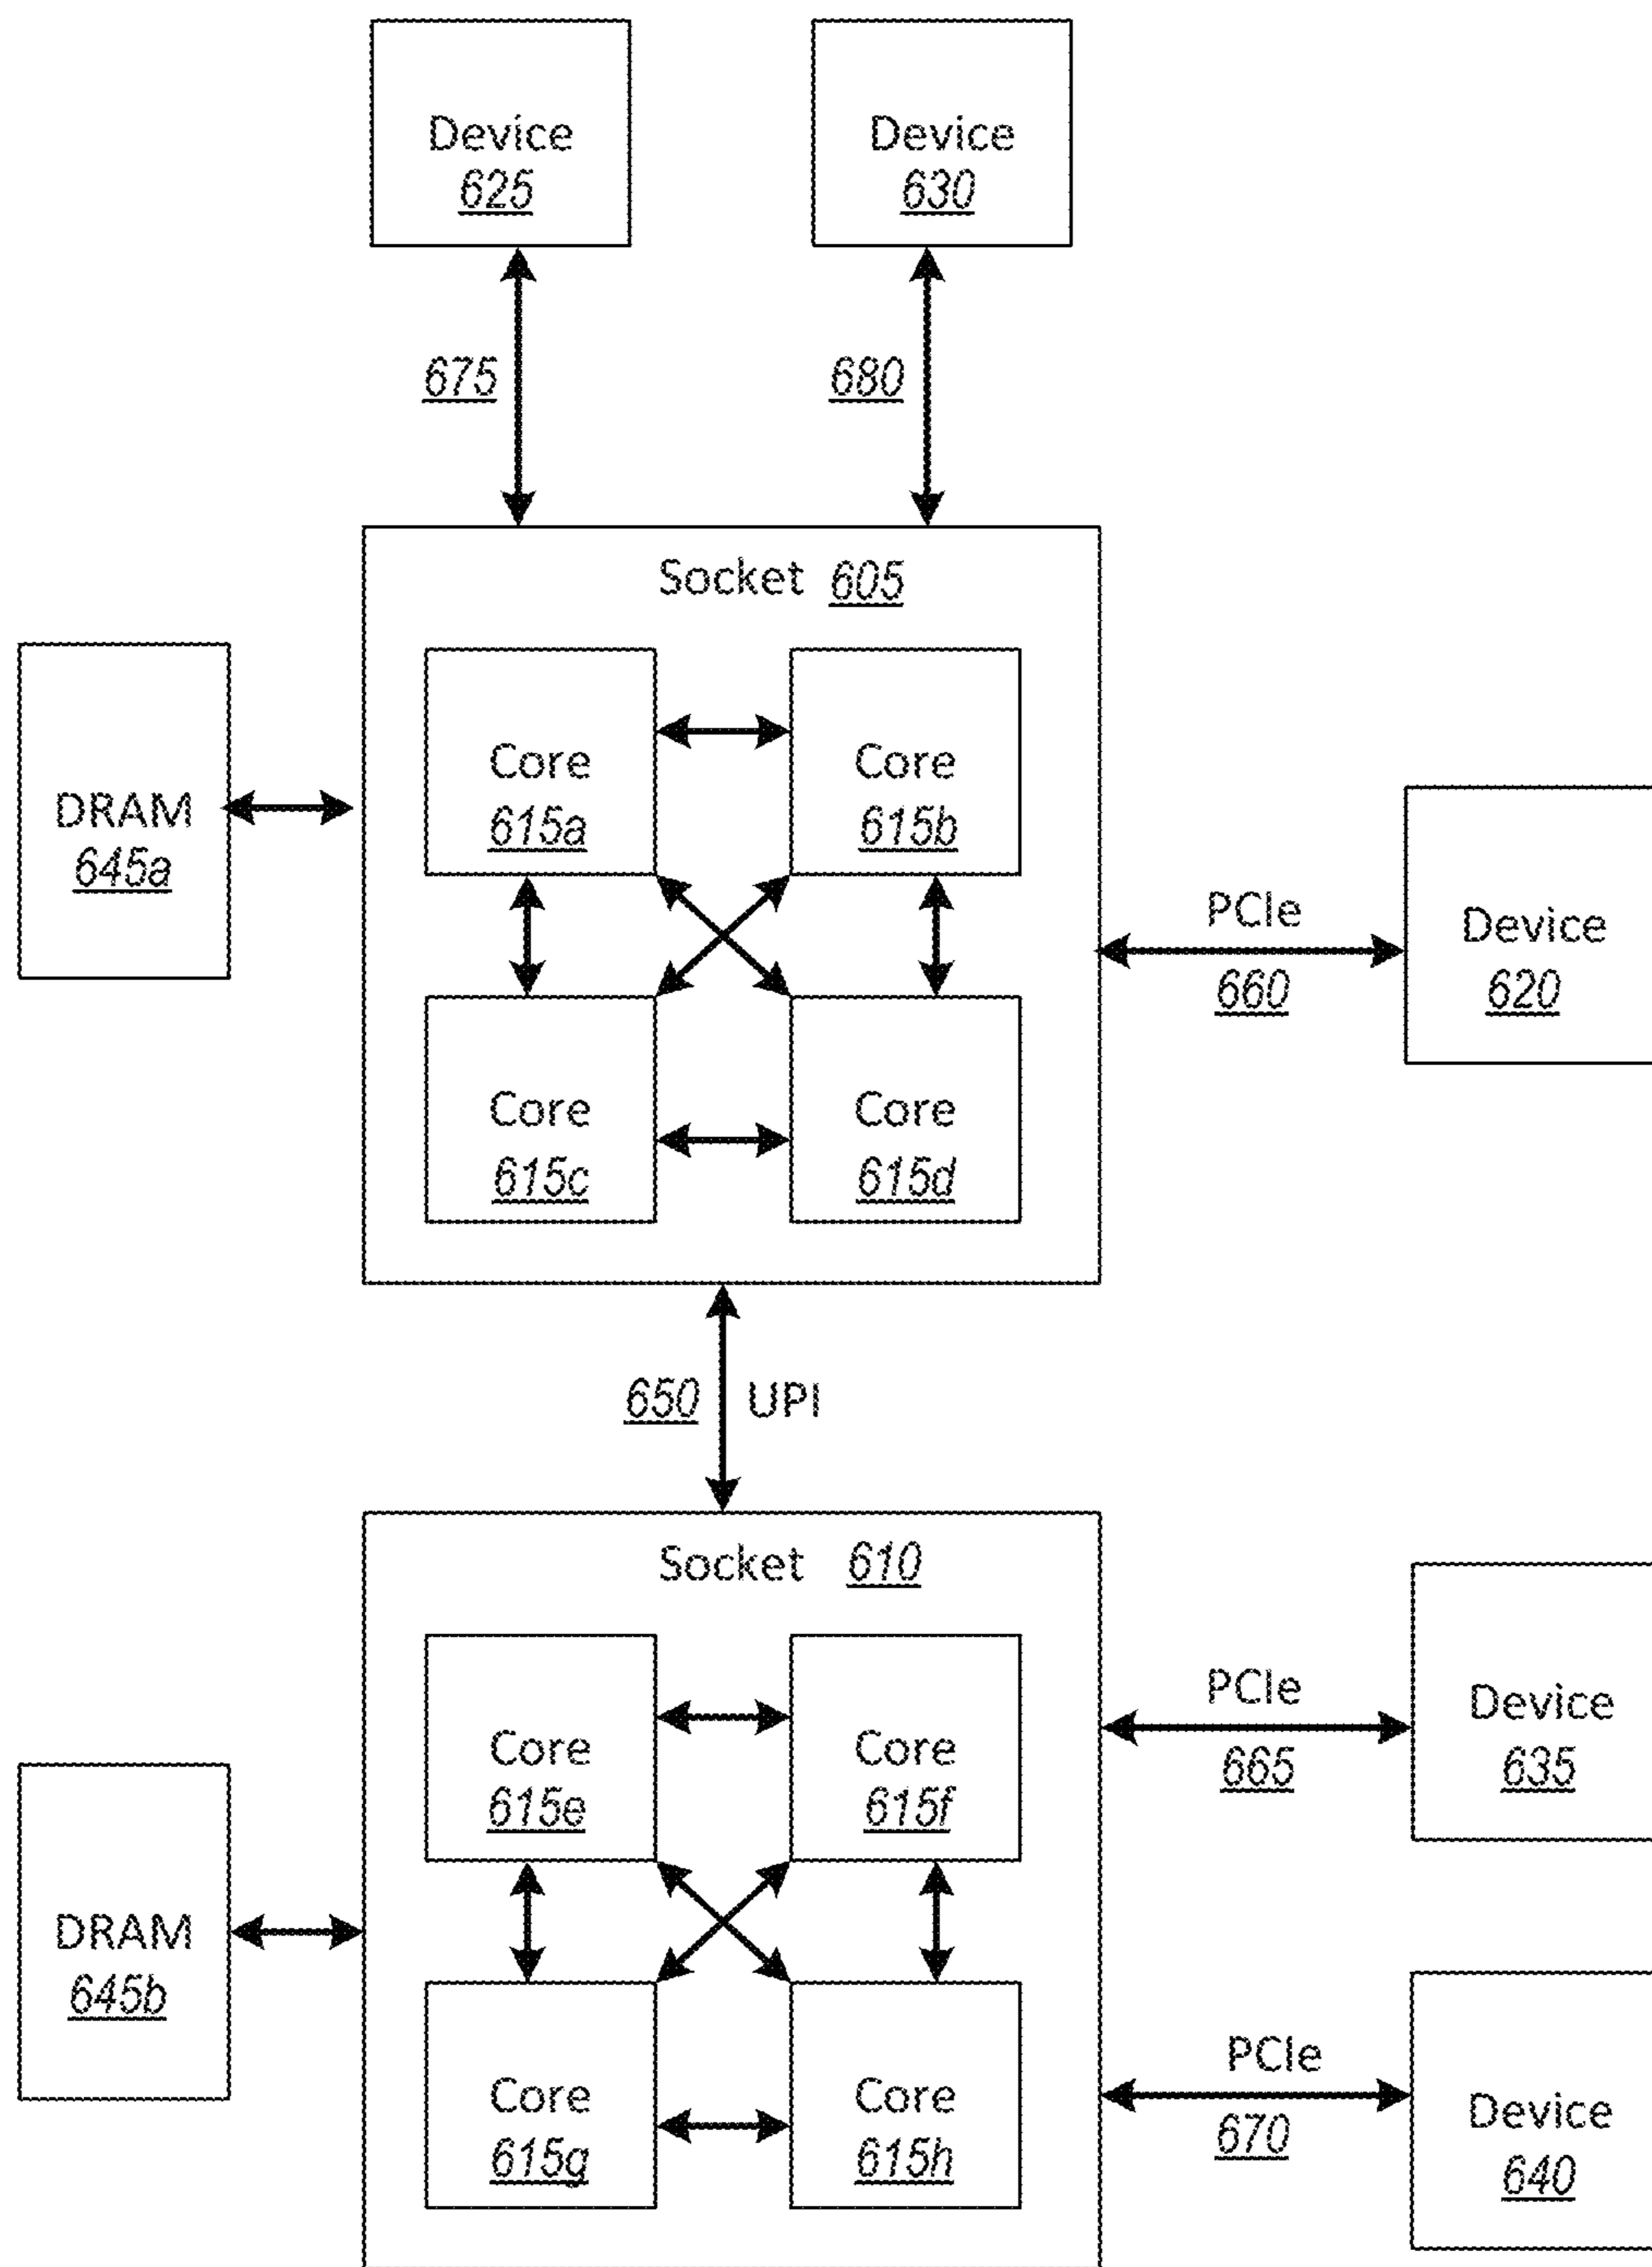 Device
625
Device
630
675
680
Socket 605
Core
615a
Core
615b
DRAM
645a
PCIe
660
Device
620
Core
615c
Core
615d
650 UPI
Socket 610
Core
615e
Core
615f
PCIe
665
Device
635
DRAM
645b
Core
615g
Core
615h
PCIe
670
Device
640